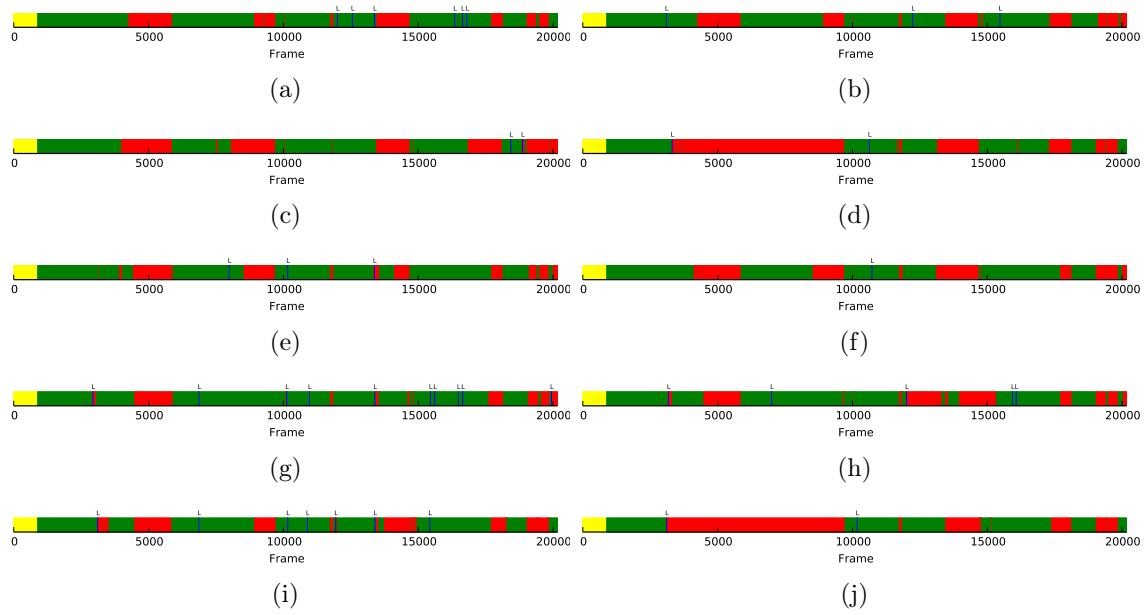 L L L L LL
0 5000 10000 15000 20000
Frame
(a)
L L L
0 5000 10000 15000 20000
Frame
(b)
L L
0 5000 10000 15000 20000
Frame
(c)
L L
0 5000 10000 15000 20000
Frame
(d)
L L L
0 5000 10000 15000 20000
Frame
(e)
L
0 5000 10000 15000 20000
Frame
(f)
L L L L L LL LL L
0 5000 10000 15000 20000
Frame
(g)
L L L LL
0 5000 10000 15000 20000
Frame
(h)
L L L L L L L
0 5000 10000 15000 20000
Frame
(i)
L L
0 5000 10000 15000 20000
Frame
(j)